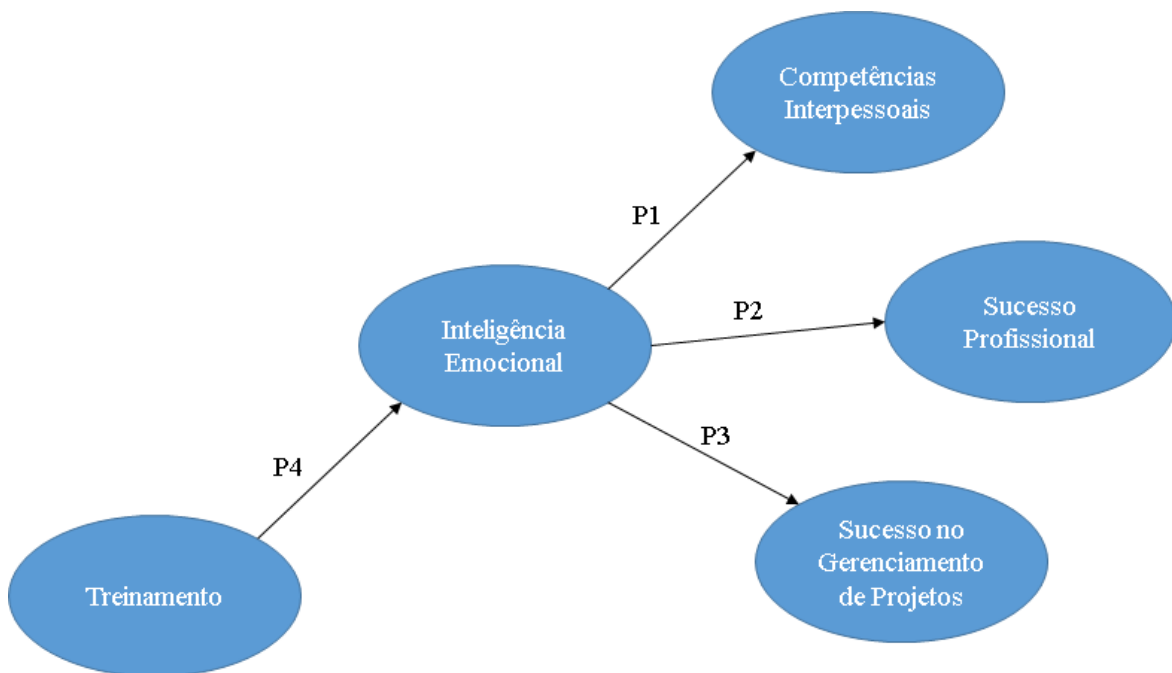 Competências
Interpessoais
P1
Sucesso
Profissional
P2
Inteligência
Emocional
P3
P4
Sucesso no
Gerenciamento
de Projetos
Treinamento